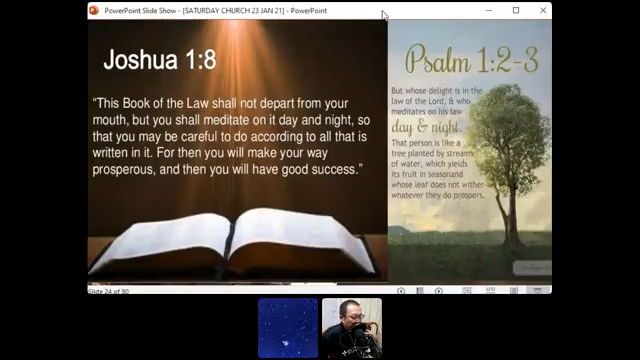 PowerPoint Slide Show - [SATURDAY CHURCH 23 JAN 21] - PowerPoint
Joshua 1:8
“This Book of the Law shall not depart from your
mouth, but you shall meditate on it day and night, so
that you may be careful to do according to all that is
written in it. For then you will make your way
prosperous, and then you will have good success.”
Psalm 1:2-3
But whose delight is in the
law of the Lord, & who
meditates on his law
day & night.
That person is like a
tree planted by streams
of water, which yields
its fruit in seasonand
whose leaf does not wither-
whatever they do prospers.
Slide 24 of 80